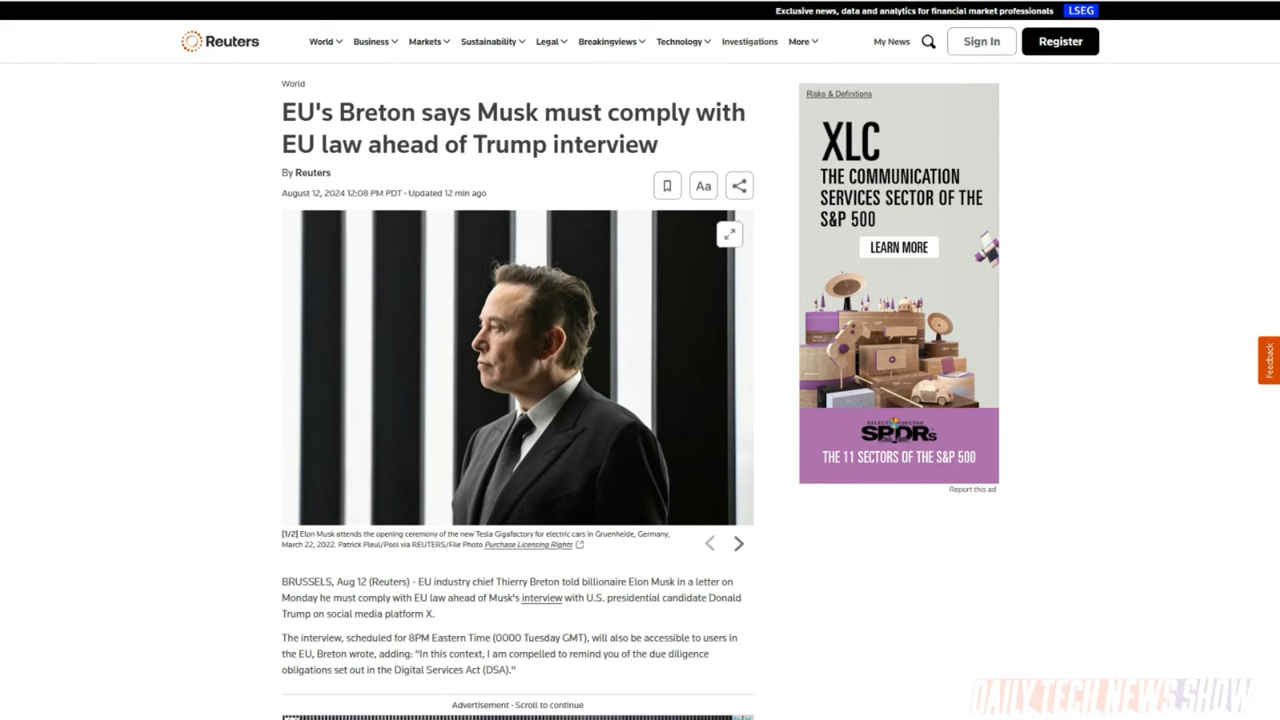 Exclusive news, data and analytics for financial market professionals LSEG
Reuters
World Business Markets Sustainability Legal Breakingviews Technology Investigations More
My News Sign In Register
World
EU's Breton says Musk must comply with
EU law ahead of Trump interview
By Reuters
August 12, 2024 12:08 PM PDT · Updated 12 min ago
Aa
[1/2] Elon Musk attends the opening ceremony of the new Tesla Gigafactory for electric cars in Gruenheide, Germany,
March 22, 2022. Patrick Pleul/Pool via REUTERS/File Photo Purchase Licensing Rights
BRUSSELS, Aug 12 (Reuters) - EU industry chief Thierry Breton told billionaire Elon Musk in a letter on
Monday he must comply with EU law ahead of Musk's interview with U.S. presidential candidate Donald
Trump on social media platform X.
The interview, scheduled for 8PM Eastern Time (0000 Tuesday GMT), will also be accessible to users in
the EU, Breton wrote, adding: "In this context, I am compelled to remind you of the due diligence
obligations set out in the Digital Services Act (DSA)."
Advertisement · Scroll to continue
Risks & Definitions
XLC
THE COMMUNICATION
SERVICES SECTOR OF THE
S&P 500
LEARN MORE
SELECT SECTOR
SPDRs
THE 11 SECTORS OF THE S&P 500
Report this ad
Feedback
DAILY TECH NEWS SHOW